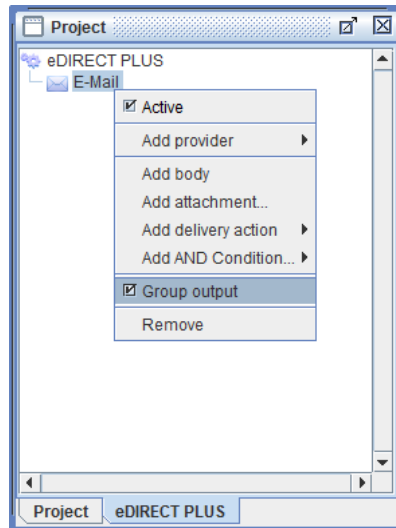 Project
eDIRECT PLUS
E-Mail
Active
Add provider
Add body
Add attachment...
Add delivery action
Add AND Condition...
Group output
Remove
Project
eDIRECT PLUS